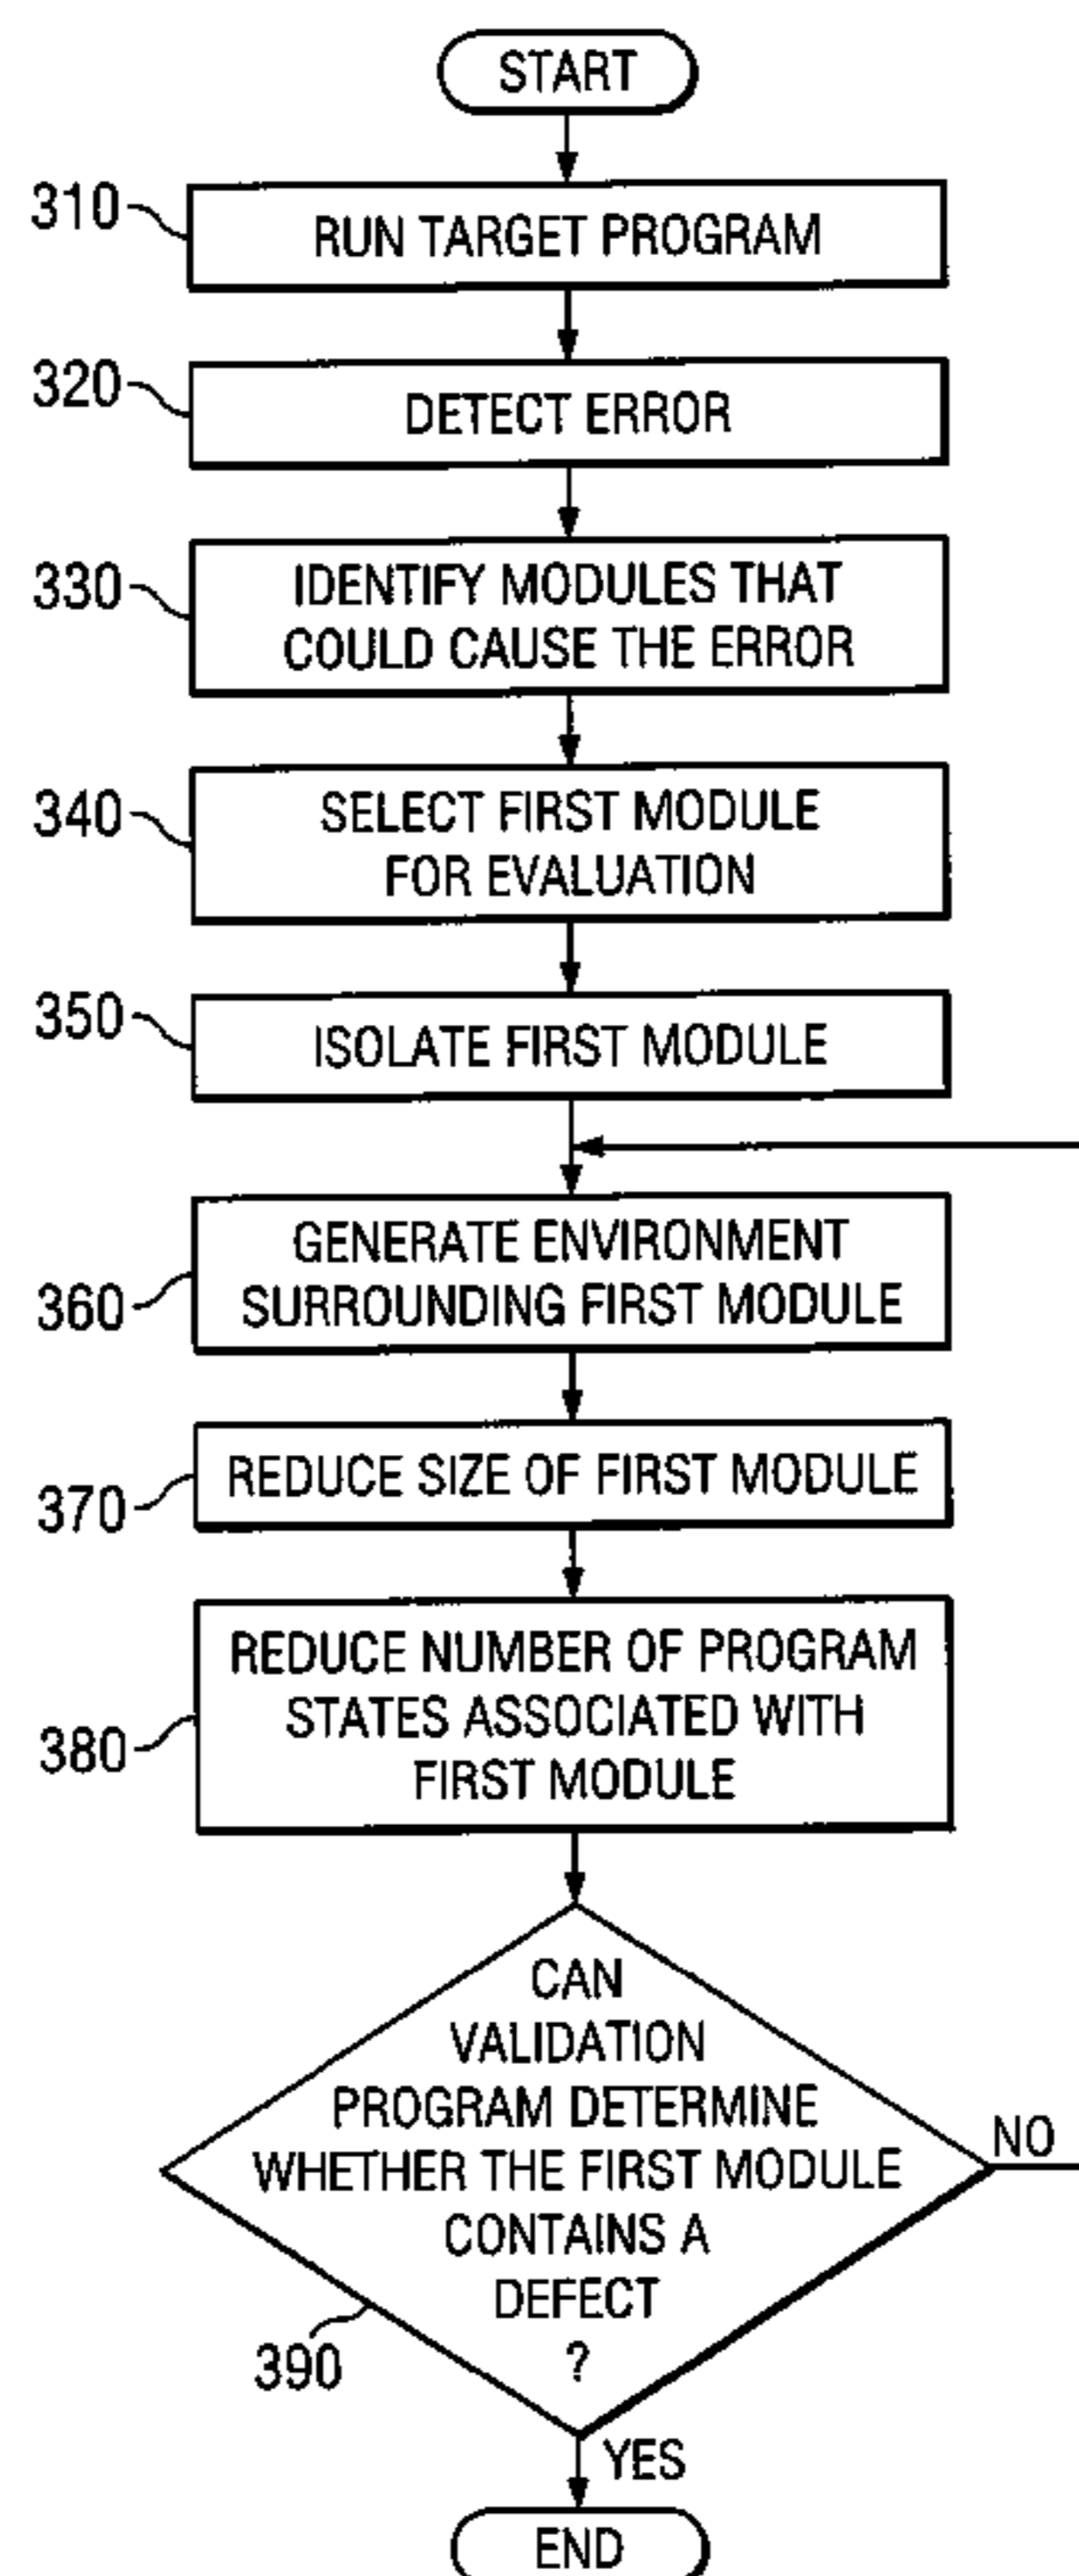 START
310
RUN TARGET PROGRAM
320
DETECT ERROR
330
IDENTIFY MODULES THAT
COULD CAUSE THE ERROR
340
SELECT FIRST MODULE
FOR EVALUATION
350
ISOLATE FIRST MODULE
360
GENERATE ENVIRONMENT
SURROUNDING FIRST MODULE
370
REDUCE SIZE OF FIRST MODULE
380
REDUCE NUMBER OF PROGRAM
STATES ASSOCIATED WITH
FIRST MODULE
CAN
VALIDATION
PROGRAM DETERMINE
WHETHER THE FIRST MODULE
CONTAINS A
DEFECT
?
NO
390
YES
END